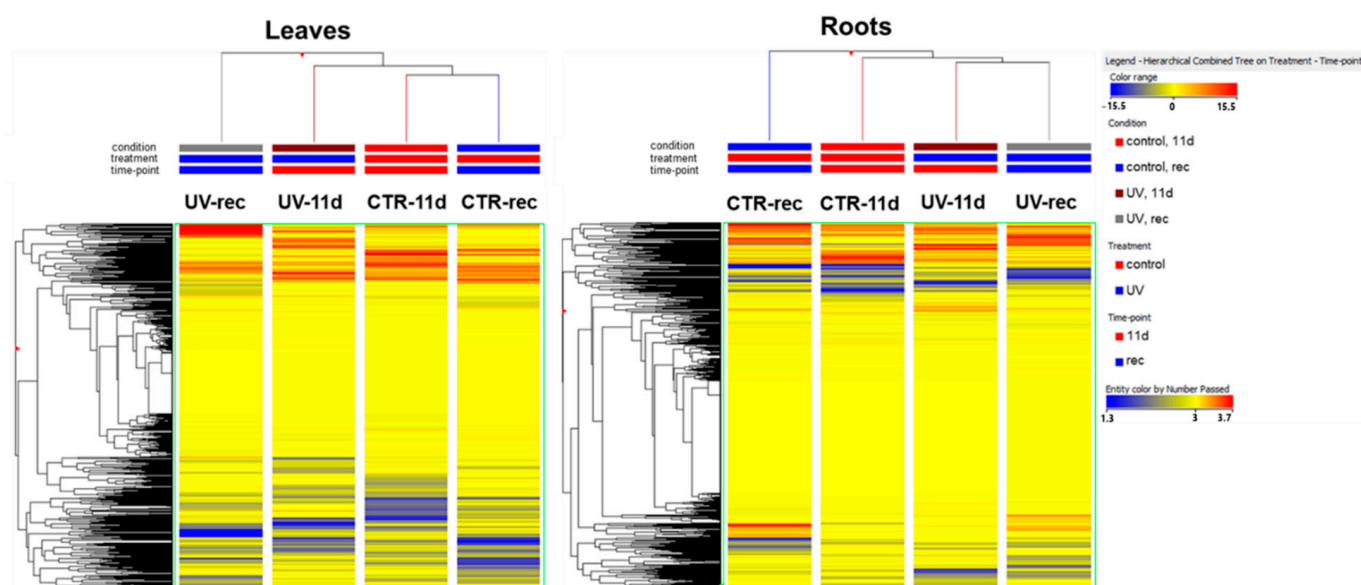 Leaves
Roots
condition
treatment
time-point
UV-rec UV-11d CTR-11d CTR-rec
condition
treatment
time-point
CTR-rec CTR-11d UV-11d UV-rec
Legend - Hierarchical Combined Tree on Treatment - Time-point
Color range
-15.5 0 15.5
Condition
control, 11d
control, rec
UV, 11d
UV, rec
Treatment
control
UV
Time-point
11d
rec
Entity color by Number Passed
1.3 3 3.7